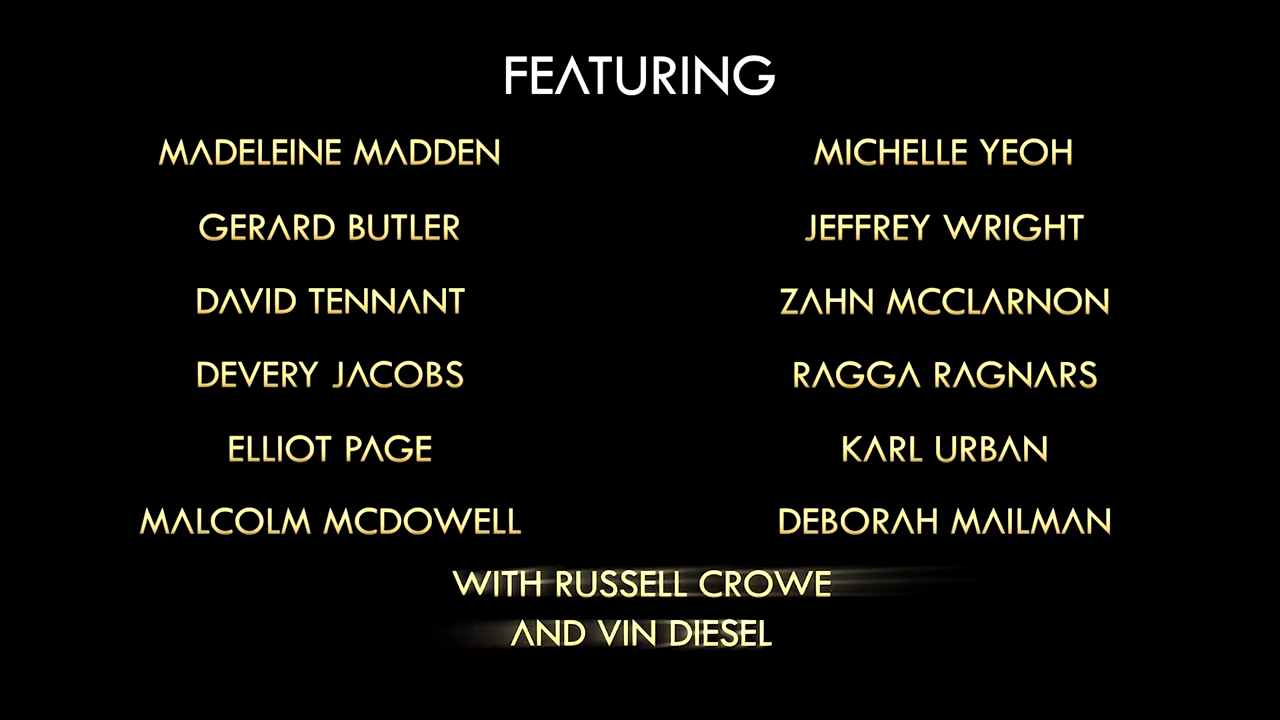 FEATURING
MADELEINE MADDEN
MICHELLE YEOH
GERARD BUTLER
JEFFREY WRIGHT
DAVID TENNANT
ZAHN MCCLARNON
DEVERY JACOBS
RAGGA RAGNARS
ELLIOT PAGE
KARL URBAN
MALCOLM MCDOWELL
DEBORAH MAILMAN
WITH RUSSELL CROWE
AND VIN DIESEL